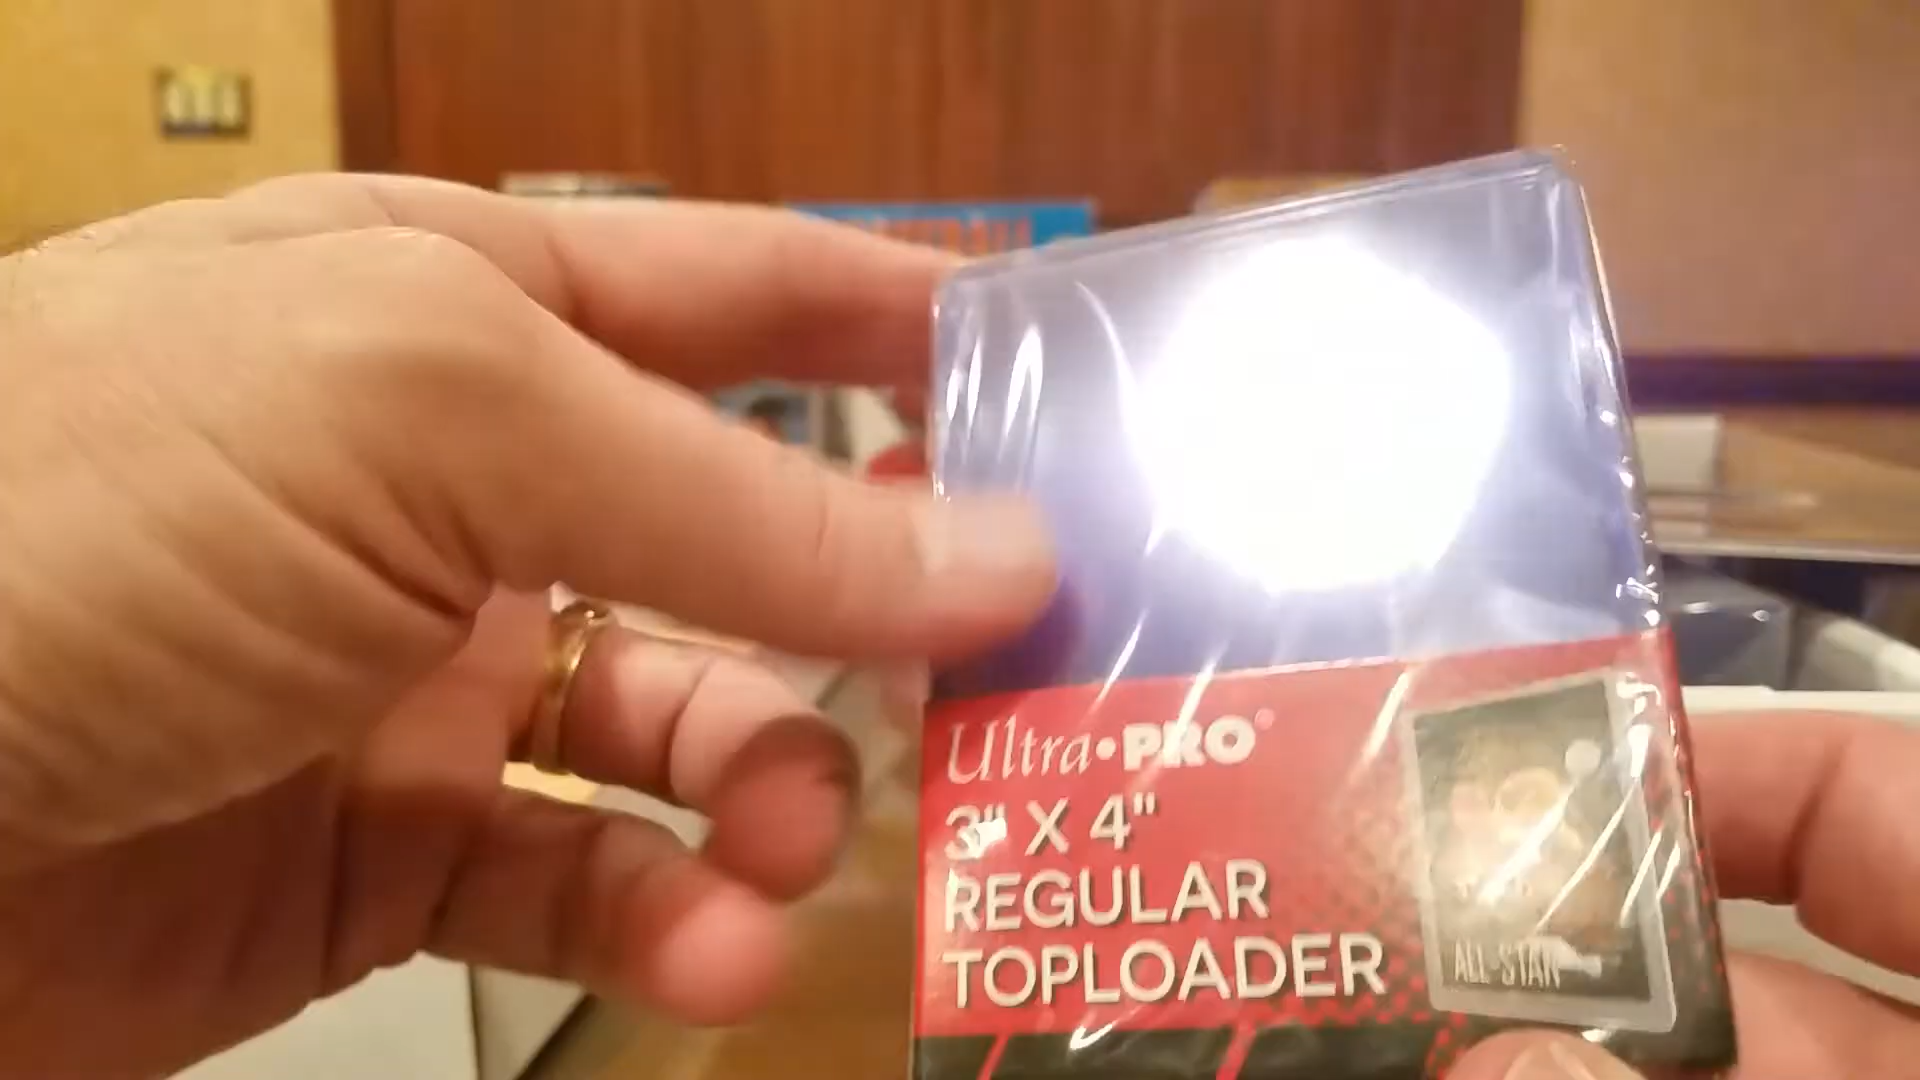 Ultra•PRO®
3" X 4"
REGULAR
TOPLOADER
ALL-STAR